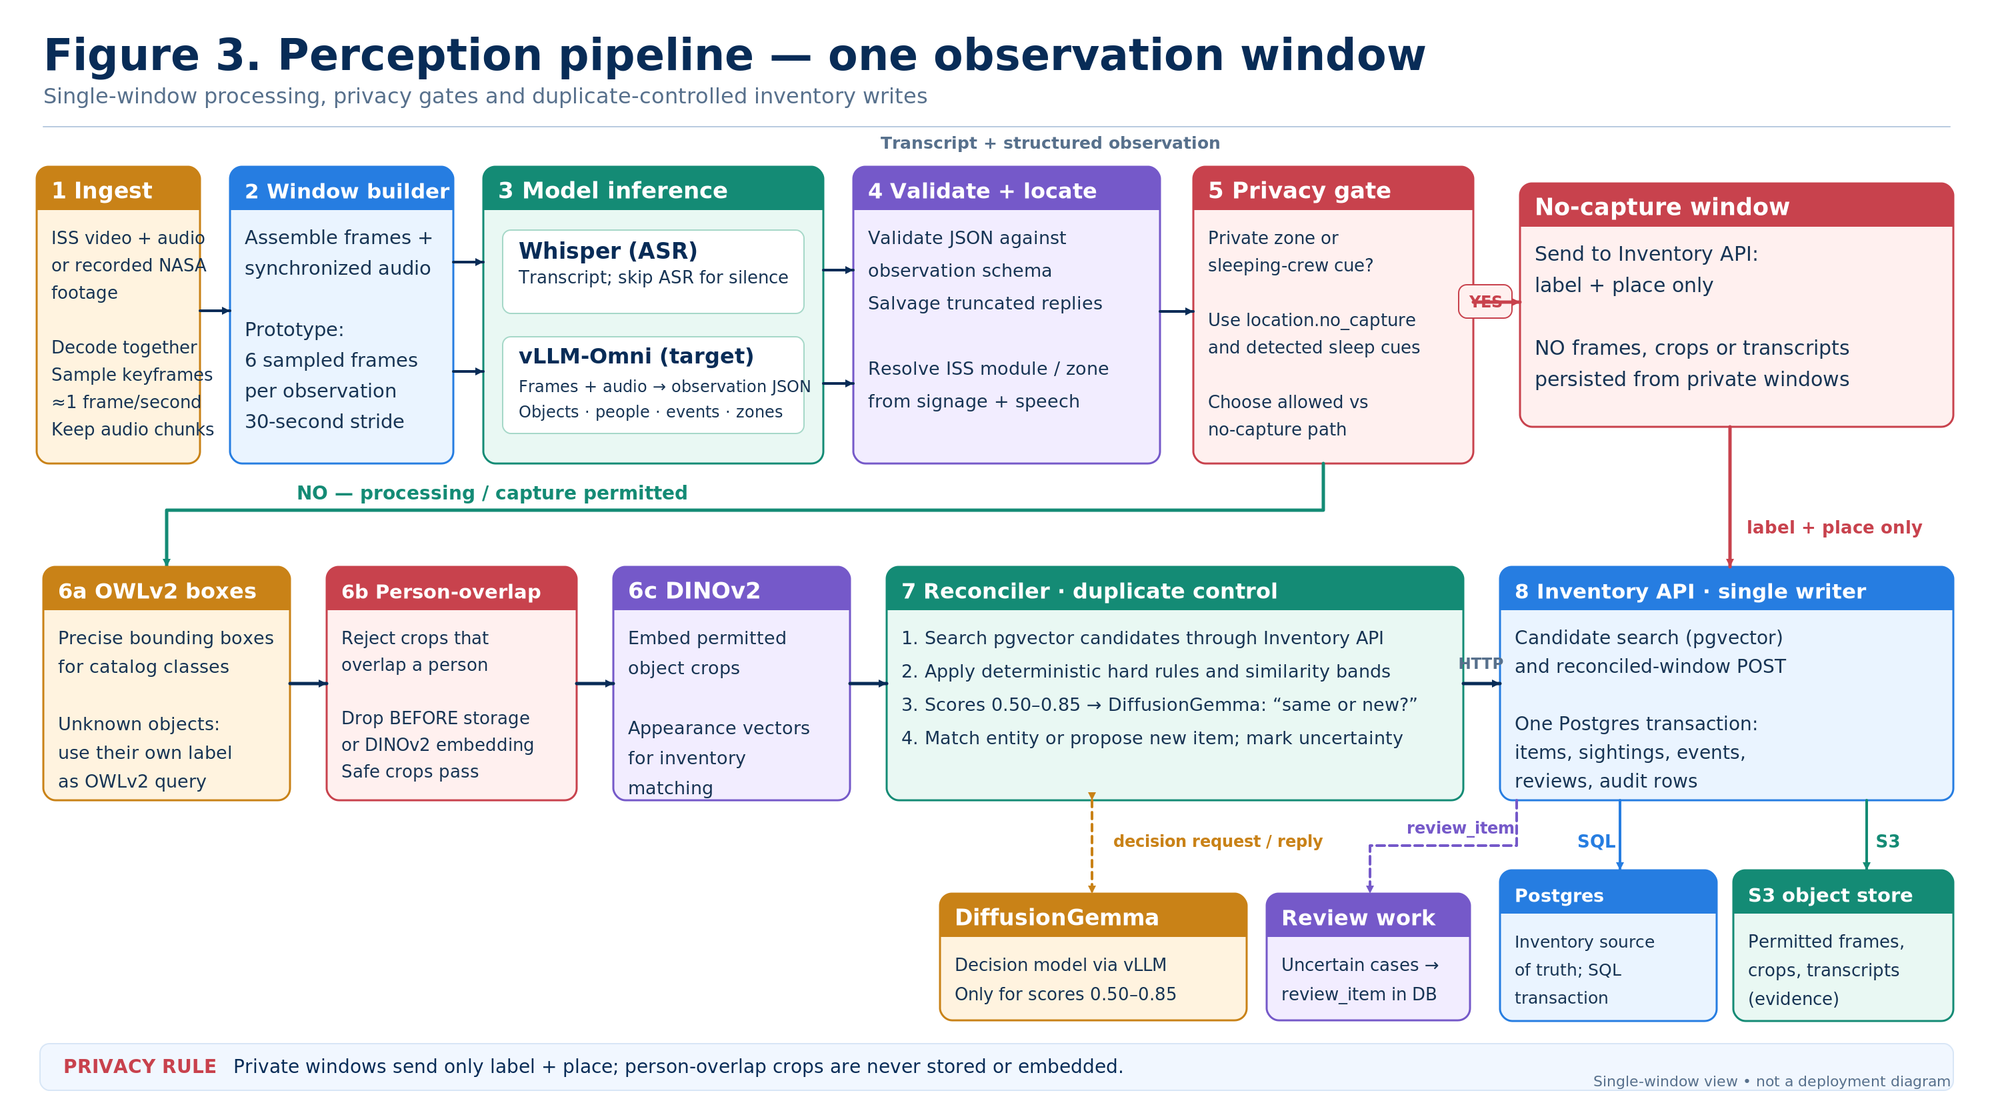 Figure 3. Perception pipeline — one observation window
Single-window processing, privacy gates and duplicate-controlled inventory writes
Transcript + structured observation
1 Ingest
ISS video + audio
or recorded NASA
footage
Decode together
Sample keyframes
≈1 frame/second
Keep audio chunks
2 Window builder
Assemble frames +
synchronized audio
Prototype:
6 sampled frames
per observation
30-second stride
3 Model inference
Whisper (ASR)
Transcript; skip ASR for silence
vLLM-Omni (target)
Frames + audio → observation JSON
Objects · people · events · zones
4 Validate + locate
Validate JSON against
observation schema
Salvage truncated replies
Resolve ISS module / zone
from signage + speech
5 Privacy gate
Private zone or
sleeping-crew cue?
Use location.no_capture
and detected sleep cues
Choose allowed vs
no-capture path
YES
No-capture window
Send to Inventory API:
label + place only
NO frames, crops or transcripts
persisted from private windows
NO — processing / capture permitted
label + place only
6a OWLv2 boxes
Precise bounding boxes
for catalog classes
Unknown objects:
use their own label
as OWLv2 query
6b Person-overlap
Reject crops that
overlap a person
Drop BEFORE storage
or DINOv2 embedding
Safe crops pass
6c DINOv2
Embed permitted
object crops
Appearance vectors
for inventory
matching
7 Reconciler · duplicate control
1. Search pgvector candidates through Inventory API
2. Apply deterministic hard rules and similarity bands
3. Scores 0.50–0.85 → DiffusionGemma: “same or new?”
4. Match entity or propose new item; mark uncertainty
HTTP
8 Inventory API · single writer
Candidate search (pgvector)
and reconciled-window POST
One Postgres transaction:
items, sightings, events,
reviews, audit rows
decision request / reply
review_item
SQL
S3
DiffusionGemma
Decision model via vLLM
Only for scores 0.50–0.85
Review work
Uncertain cases →
review_item in DB
Postgres
Inventory source
of truth; SQL
transaction
S3 object store
Permitted frames,
crops, transcripts
(evidence)
PRIVACY RULE Private windows send only label + place; person-overlap crops are never stored or embedded.
Single-window view • not a deployment diagram